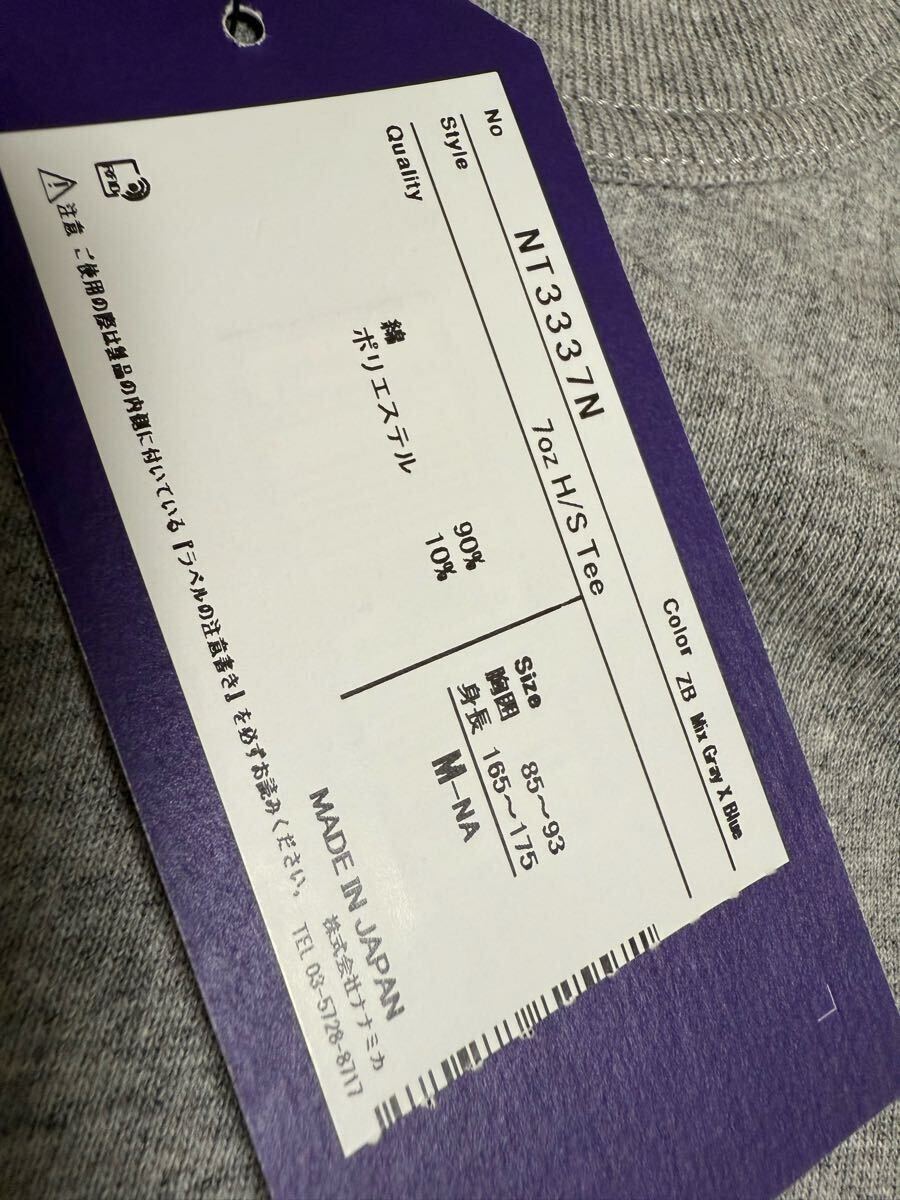 No NT3337N Color ZB Mix Gray X Blue
Style 7oz H/S Tee
Quality
綿 90%
ポリエステル 10%
Size
胸囲 85～93
身長 165～175
M-NA
MADE IN JAPAN
株式会社ナナミカ
TEL 03-5728-8717
注意 ご使用の際は製品の内側に付いている『ラベルの注意書き』を必ずお読みください。